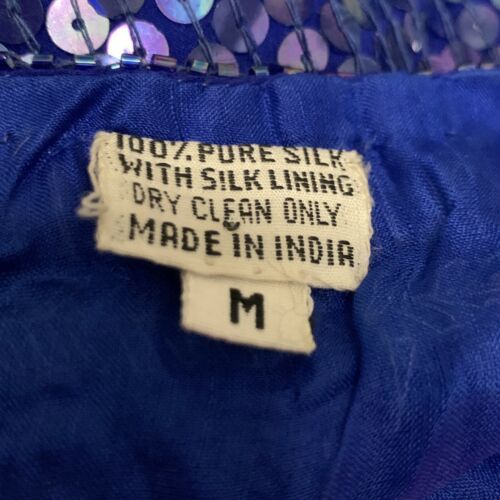 100% PURE SILK
WITH SILK LINING
DRY CLEAN ONLY
MADE IN INDIA
M